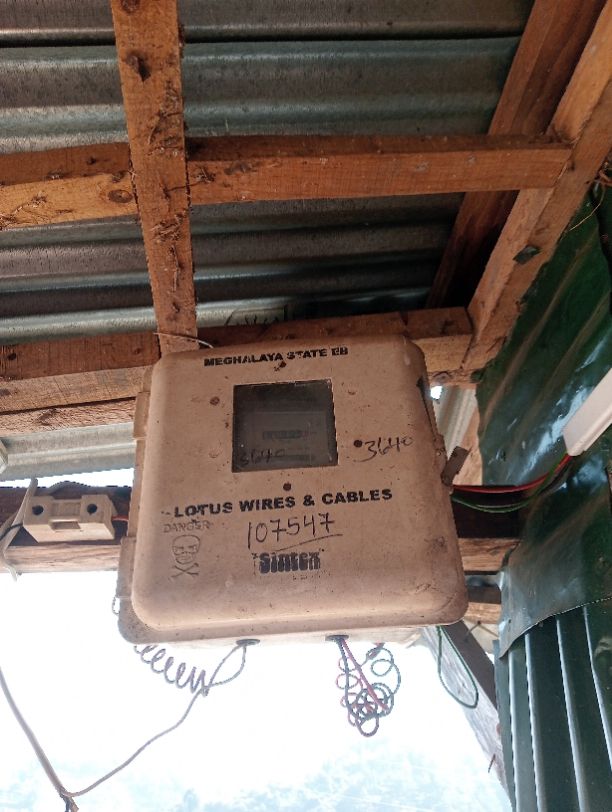 MEGHALAYA STATE EB
3640
3640
LOTUS WIRES & CABLES
DANGER
107547
Sintex